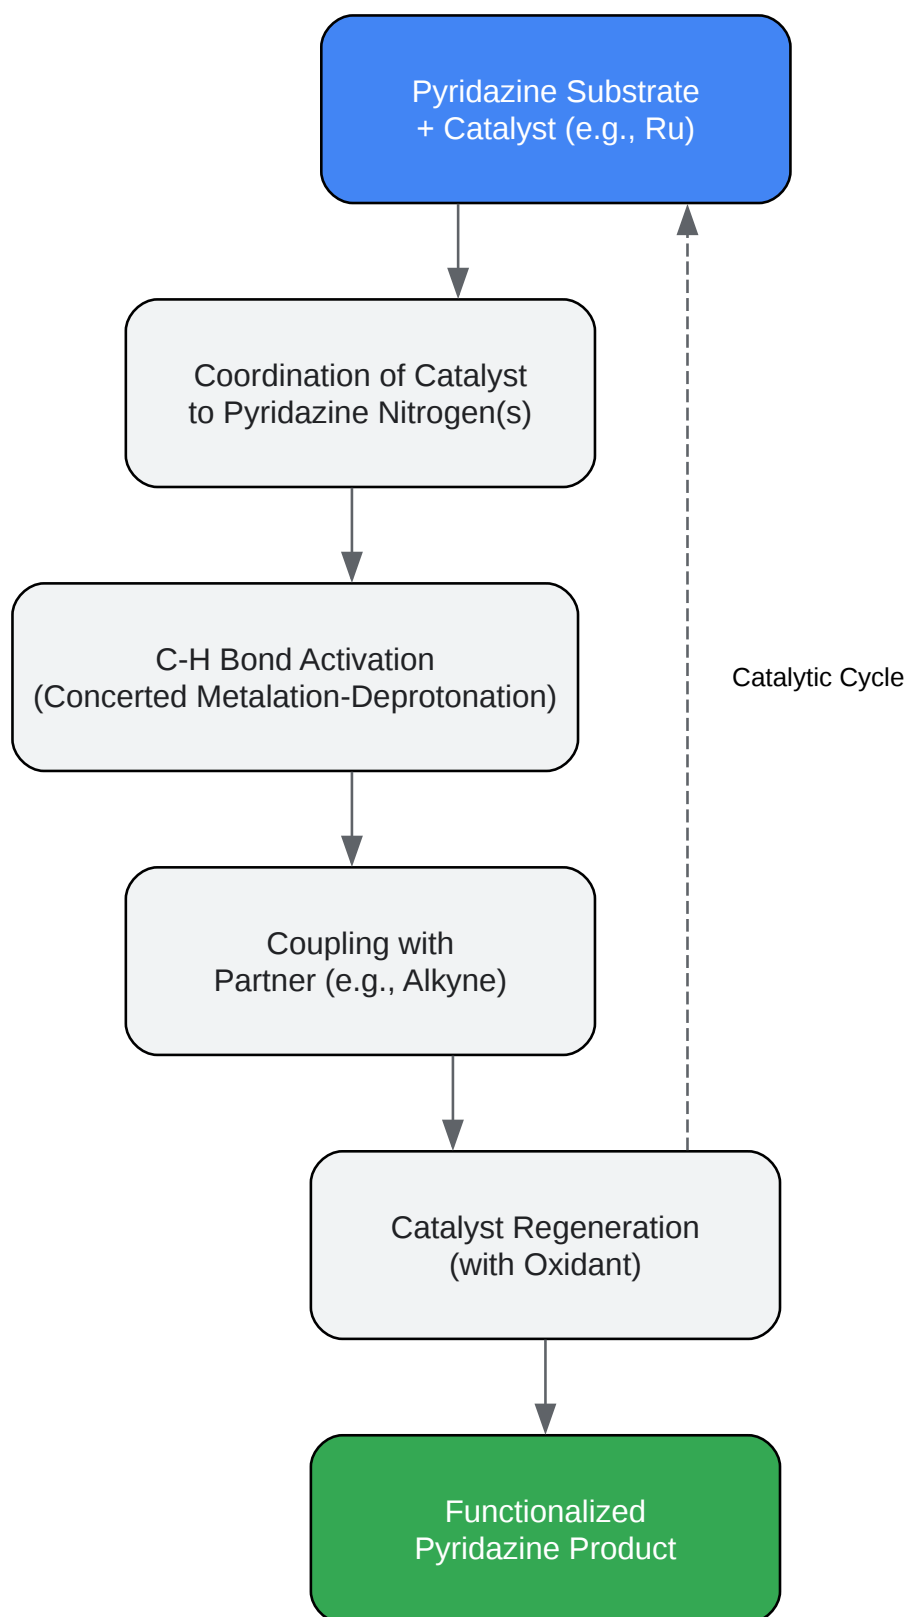 Pyridazine Substrate
+ Catalyst (e.g., Ru)
Coordination of Catalyst
to Pyridazine Nitrogen(s)
C-H Bond Activation
(Concerted Metalation-Deprotonation)
Catalytic Cycle
Coupling with
Partner (e.g., Alkyne)
Catalyst Regeneration
(with Oxidant)
Functionalized
Pyridazine Product